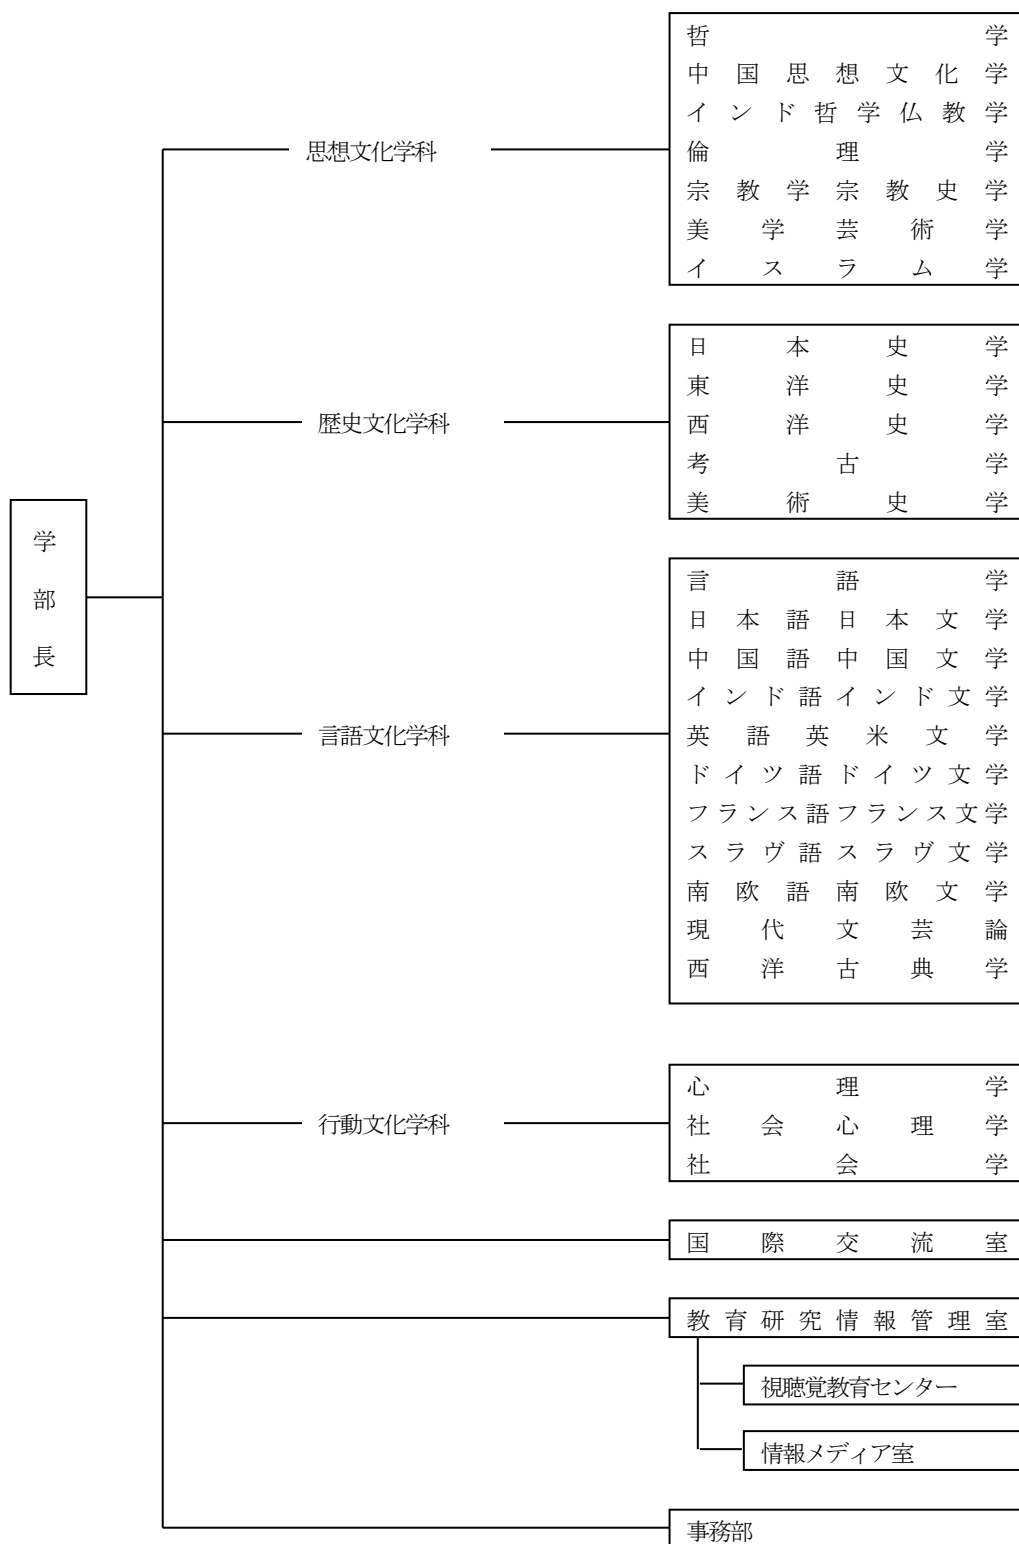 学部長
思想文化学科
哲学
中国思想文化学
インド哲学仏教学
倫理学
宗教学宗教史学
美学芸術学
イスラム学
歴史文化学科
日本史学
東洋史学
西洋史学
考古学
美術史学
言語文化学科
言語学
日本語日本文学
中国語中国文学
インド語インド文学
英語英米文学
ドイツ語ドイツ文学
フランス語フランス文学
スラヴ語スラヴ文学
南欧語南欧文学
現代文芸論
西洋古典学
行動文化学科
心理学
社会心理学
社会学
国際交流室
教育研究情報管理室
視聴覚教育センター
情報メディア室
事務部